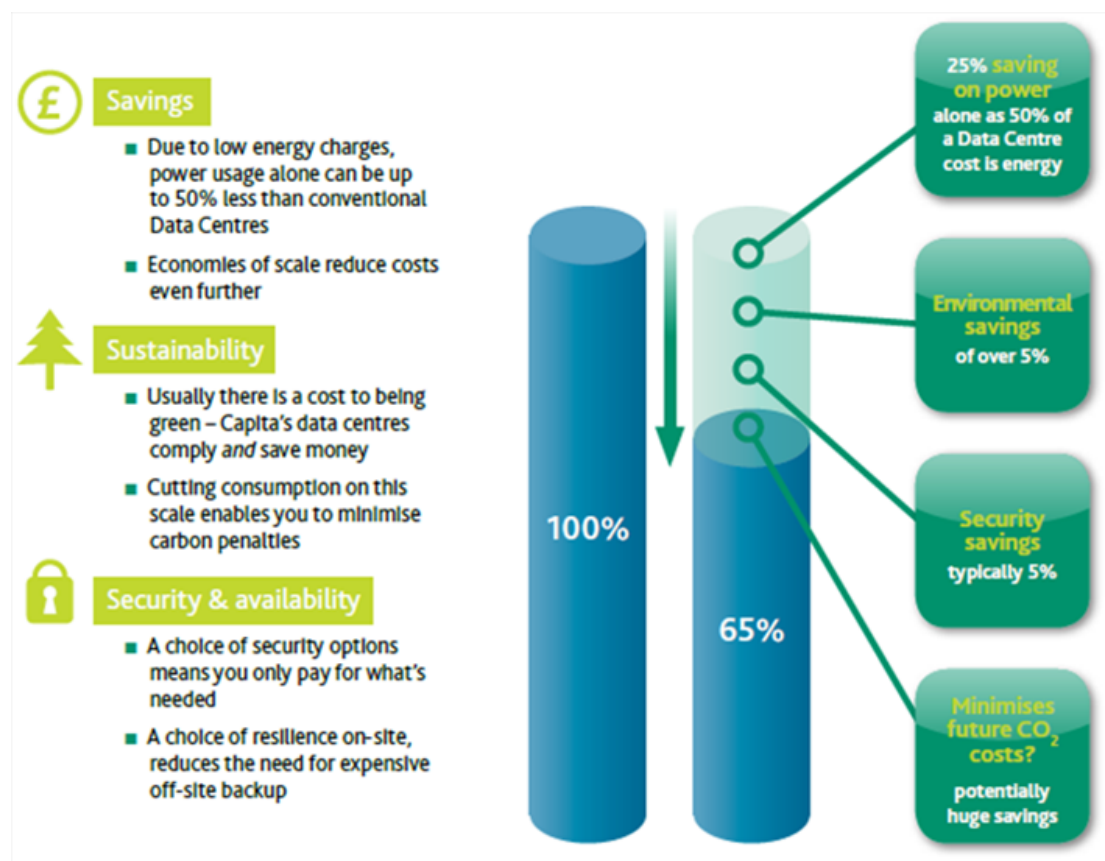 £
Savings
Due to low energy charges,
power usage alone can be up
to 50% less than conventional
Data Centres
Economies of scale reduce costs
even further
Sustainability
Usually there is a cost to being
green – Capita’s data centres
comply and save money
Cutting consumption on this
scale enables you to minimise
carbon penalties
Security & availability
A choice of security options
means you only pay for what’s
needed
A choice of resilience on-site,
reduces the need for expensive
off-site backup
100%
65%
25% saving
on power
alone as 50% of
a Data Centre
cost is energy
Environmental
savings
of over 5%
Security
savings
typically 5%
Minimises
future CO₂
costs?
potentially
huge savings